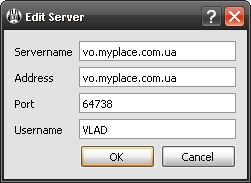 Edit Server
Servername vo.myplace.com.ua
Address vo.myplace.com.ua
Port 64738
Username VLAD
OK Cancel